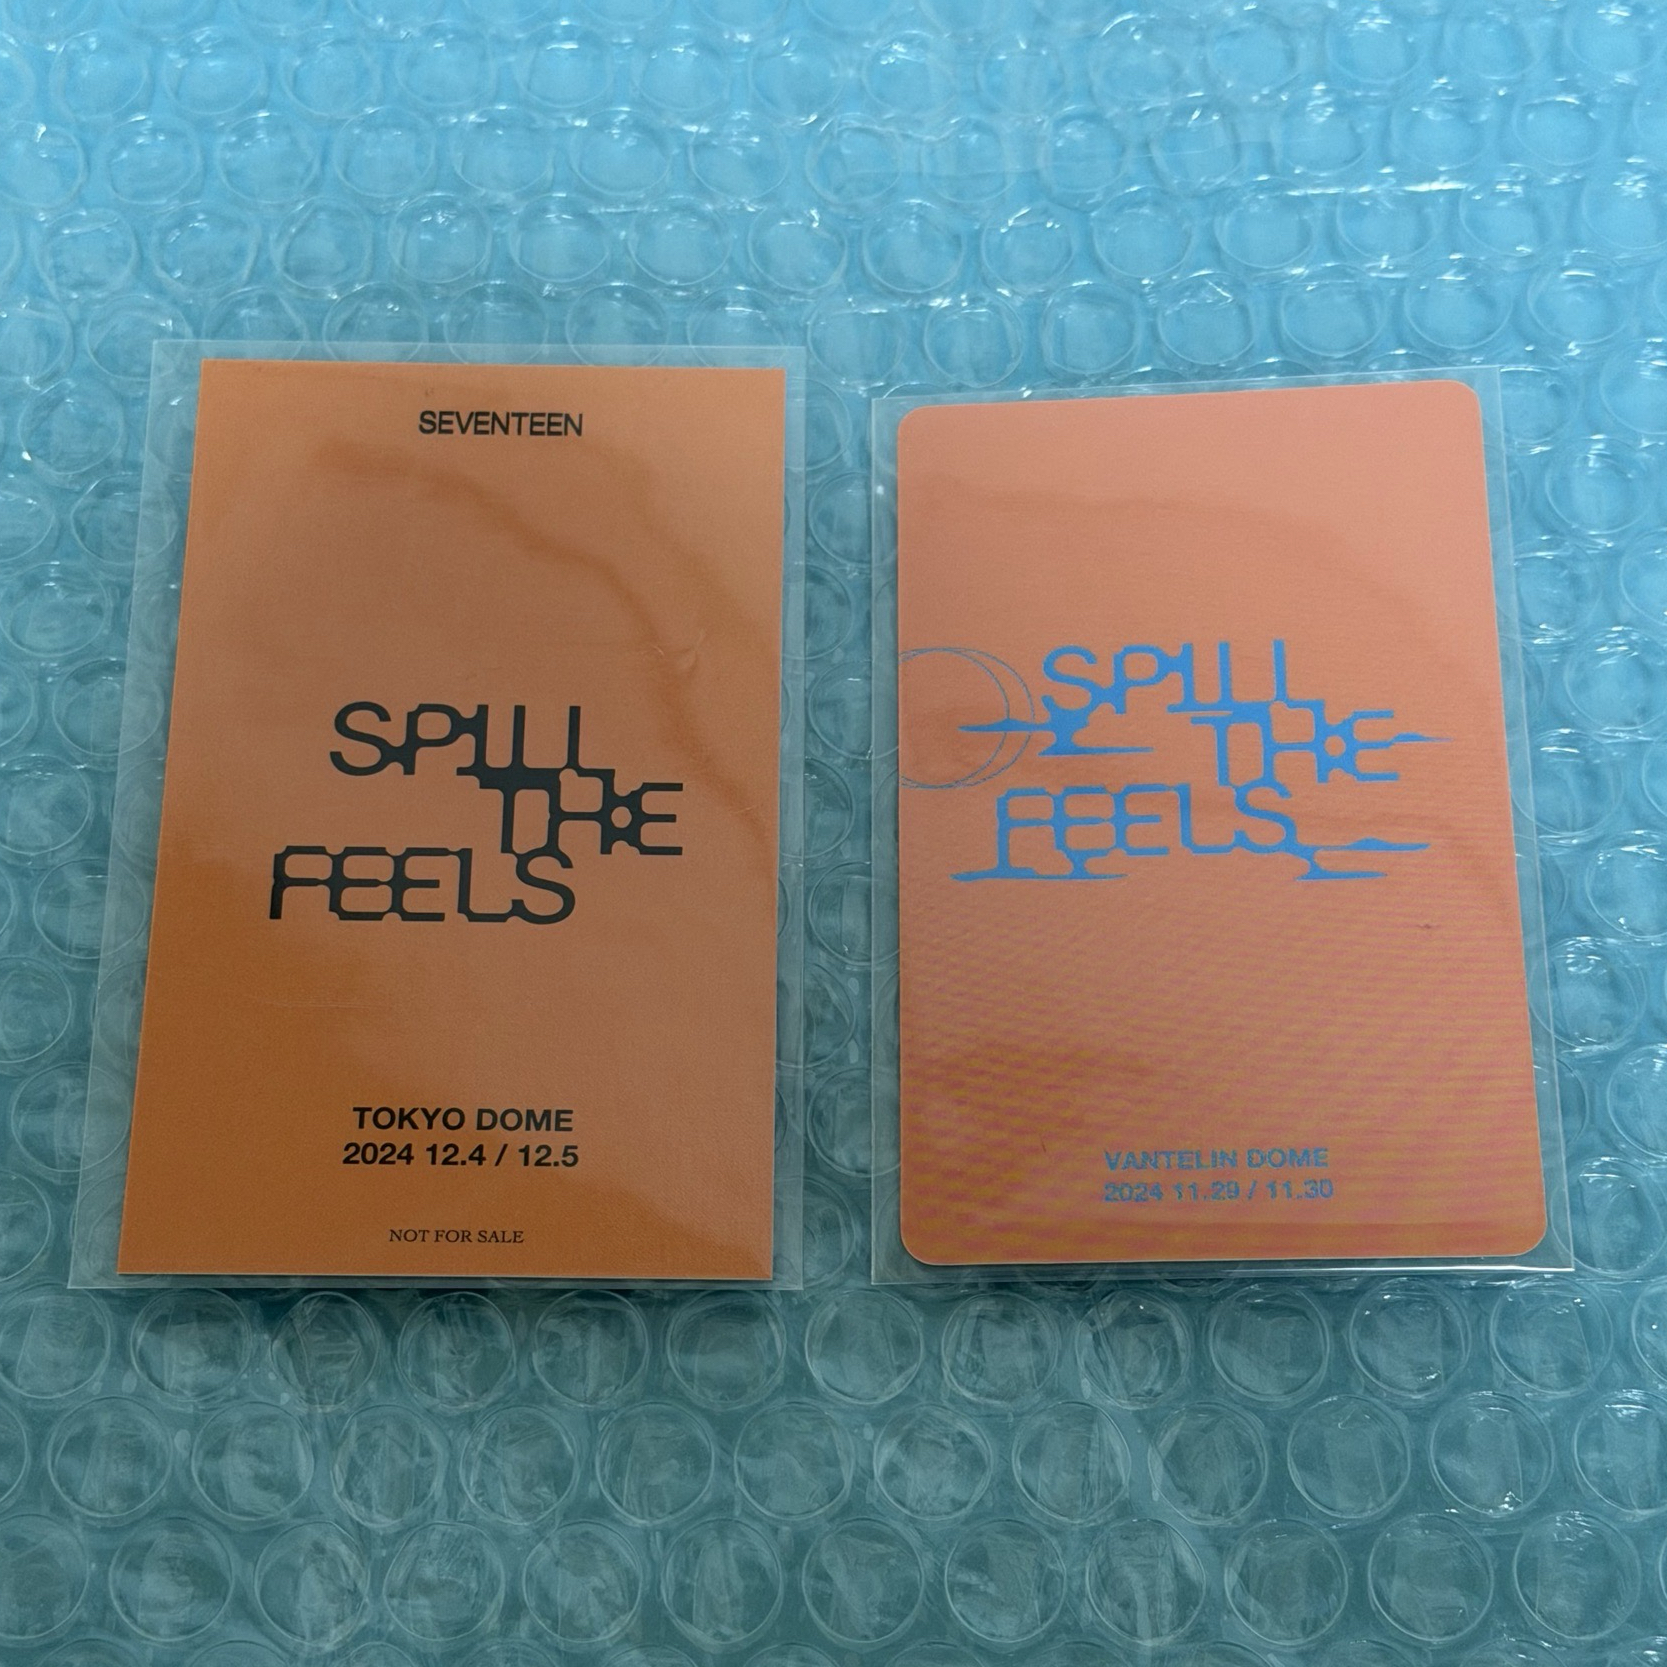 SEVENTEEN
SPILL
THE
FEELS
TOKYO DOME
2024 12.4 / 12.5
NOT FOR SALE
SPILL
THE
FEELS
VANTELIN DOME
2024 11.29 / 11.30